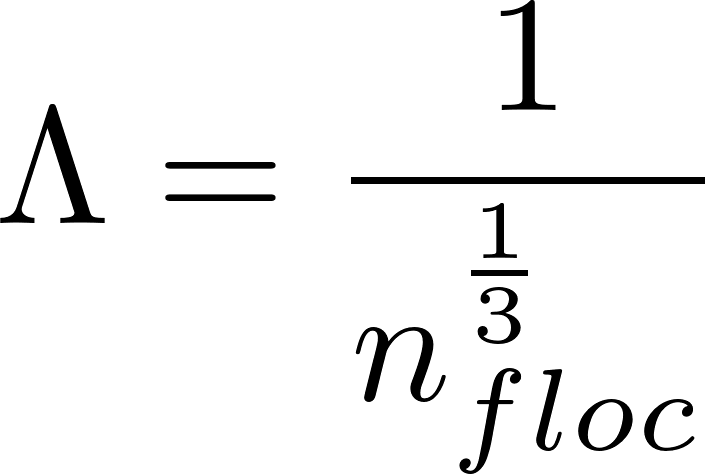 Λ = 1 / n_{floc}^{1/3}